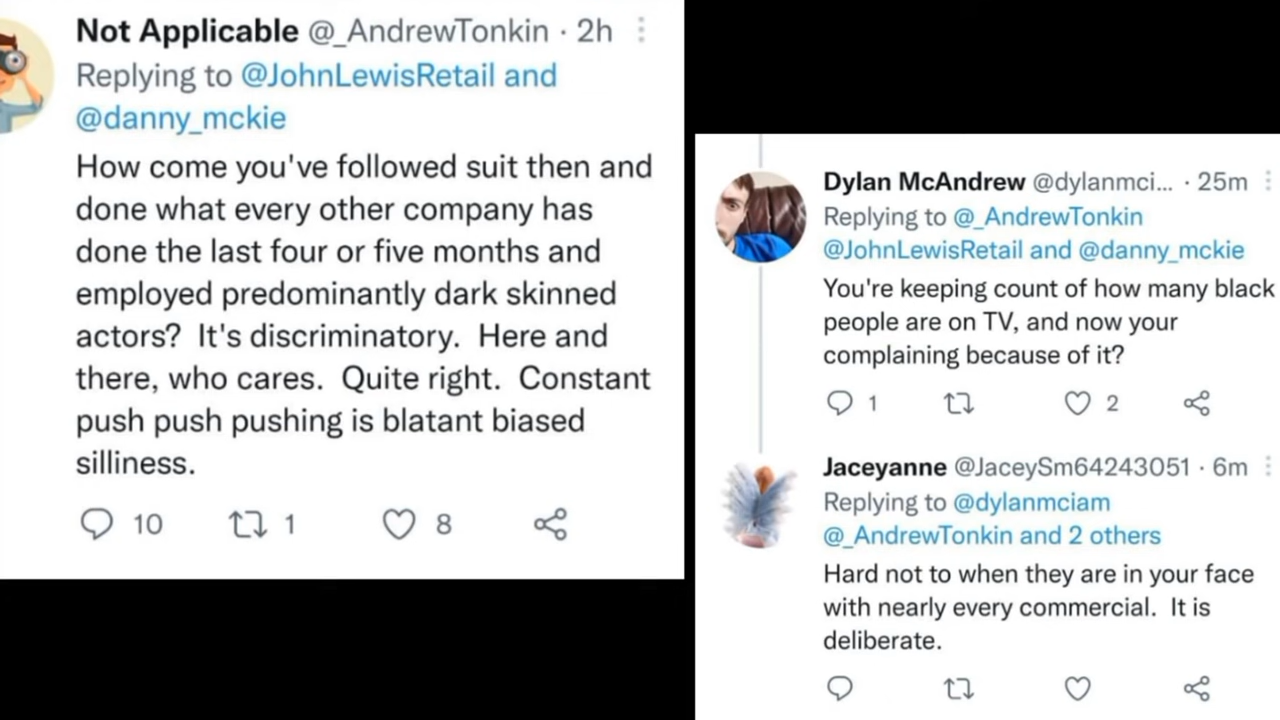 Not Applicable @_AndrewTonkin · 2h
Replying to @JohnLewisRetail and
@danny_mckie
How come you've followed suit then and
done what every other company has
done the last four or five months and
employed predominantly dark skinned
actors? It's discriminatory. Here and
there, who cares. Quite right. Constant
push push pushing is blatant biased
silliness.
10 1 8
Dylan McAndrew @dylanmci... · 25m
Replying to @_AndrewTonkin
@JohnLewisRetail and @danny_mckie
You're keeping count of how many black
people are on TV, and now your
complaining because of it?
1 2
Jaceyanne @JaceySm64243051 · 6m
Replying to @dylanmciam
@_AndrewTonkin and 2 others
Hard not to when they are in your face
with nearly every commercial. It is
deliberate.